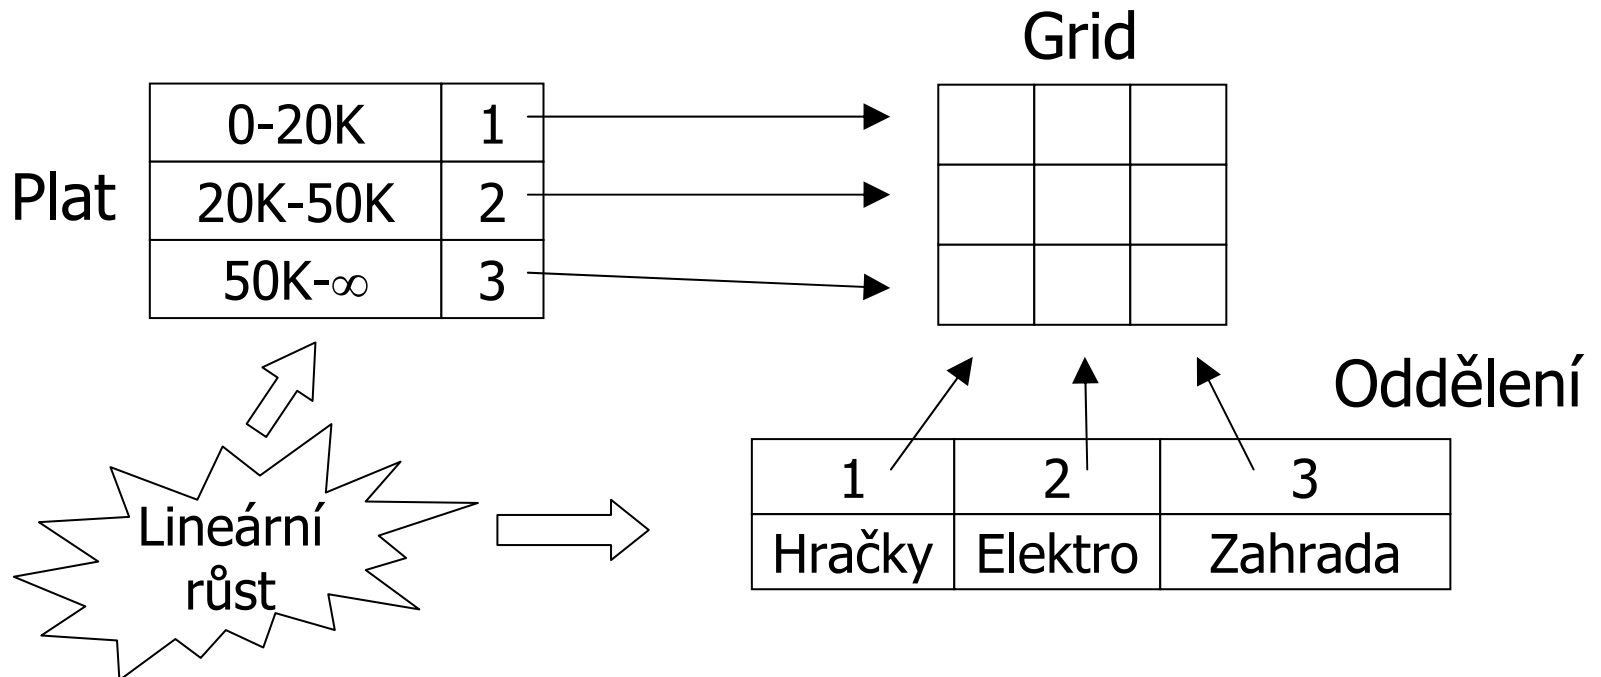 Grid
Plat
0-20K 1
20K-50K 2
50K-∞ 3
Oddělení
1 2 3
Hračky Elektro Zahrada
Lineární
růst